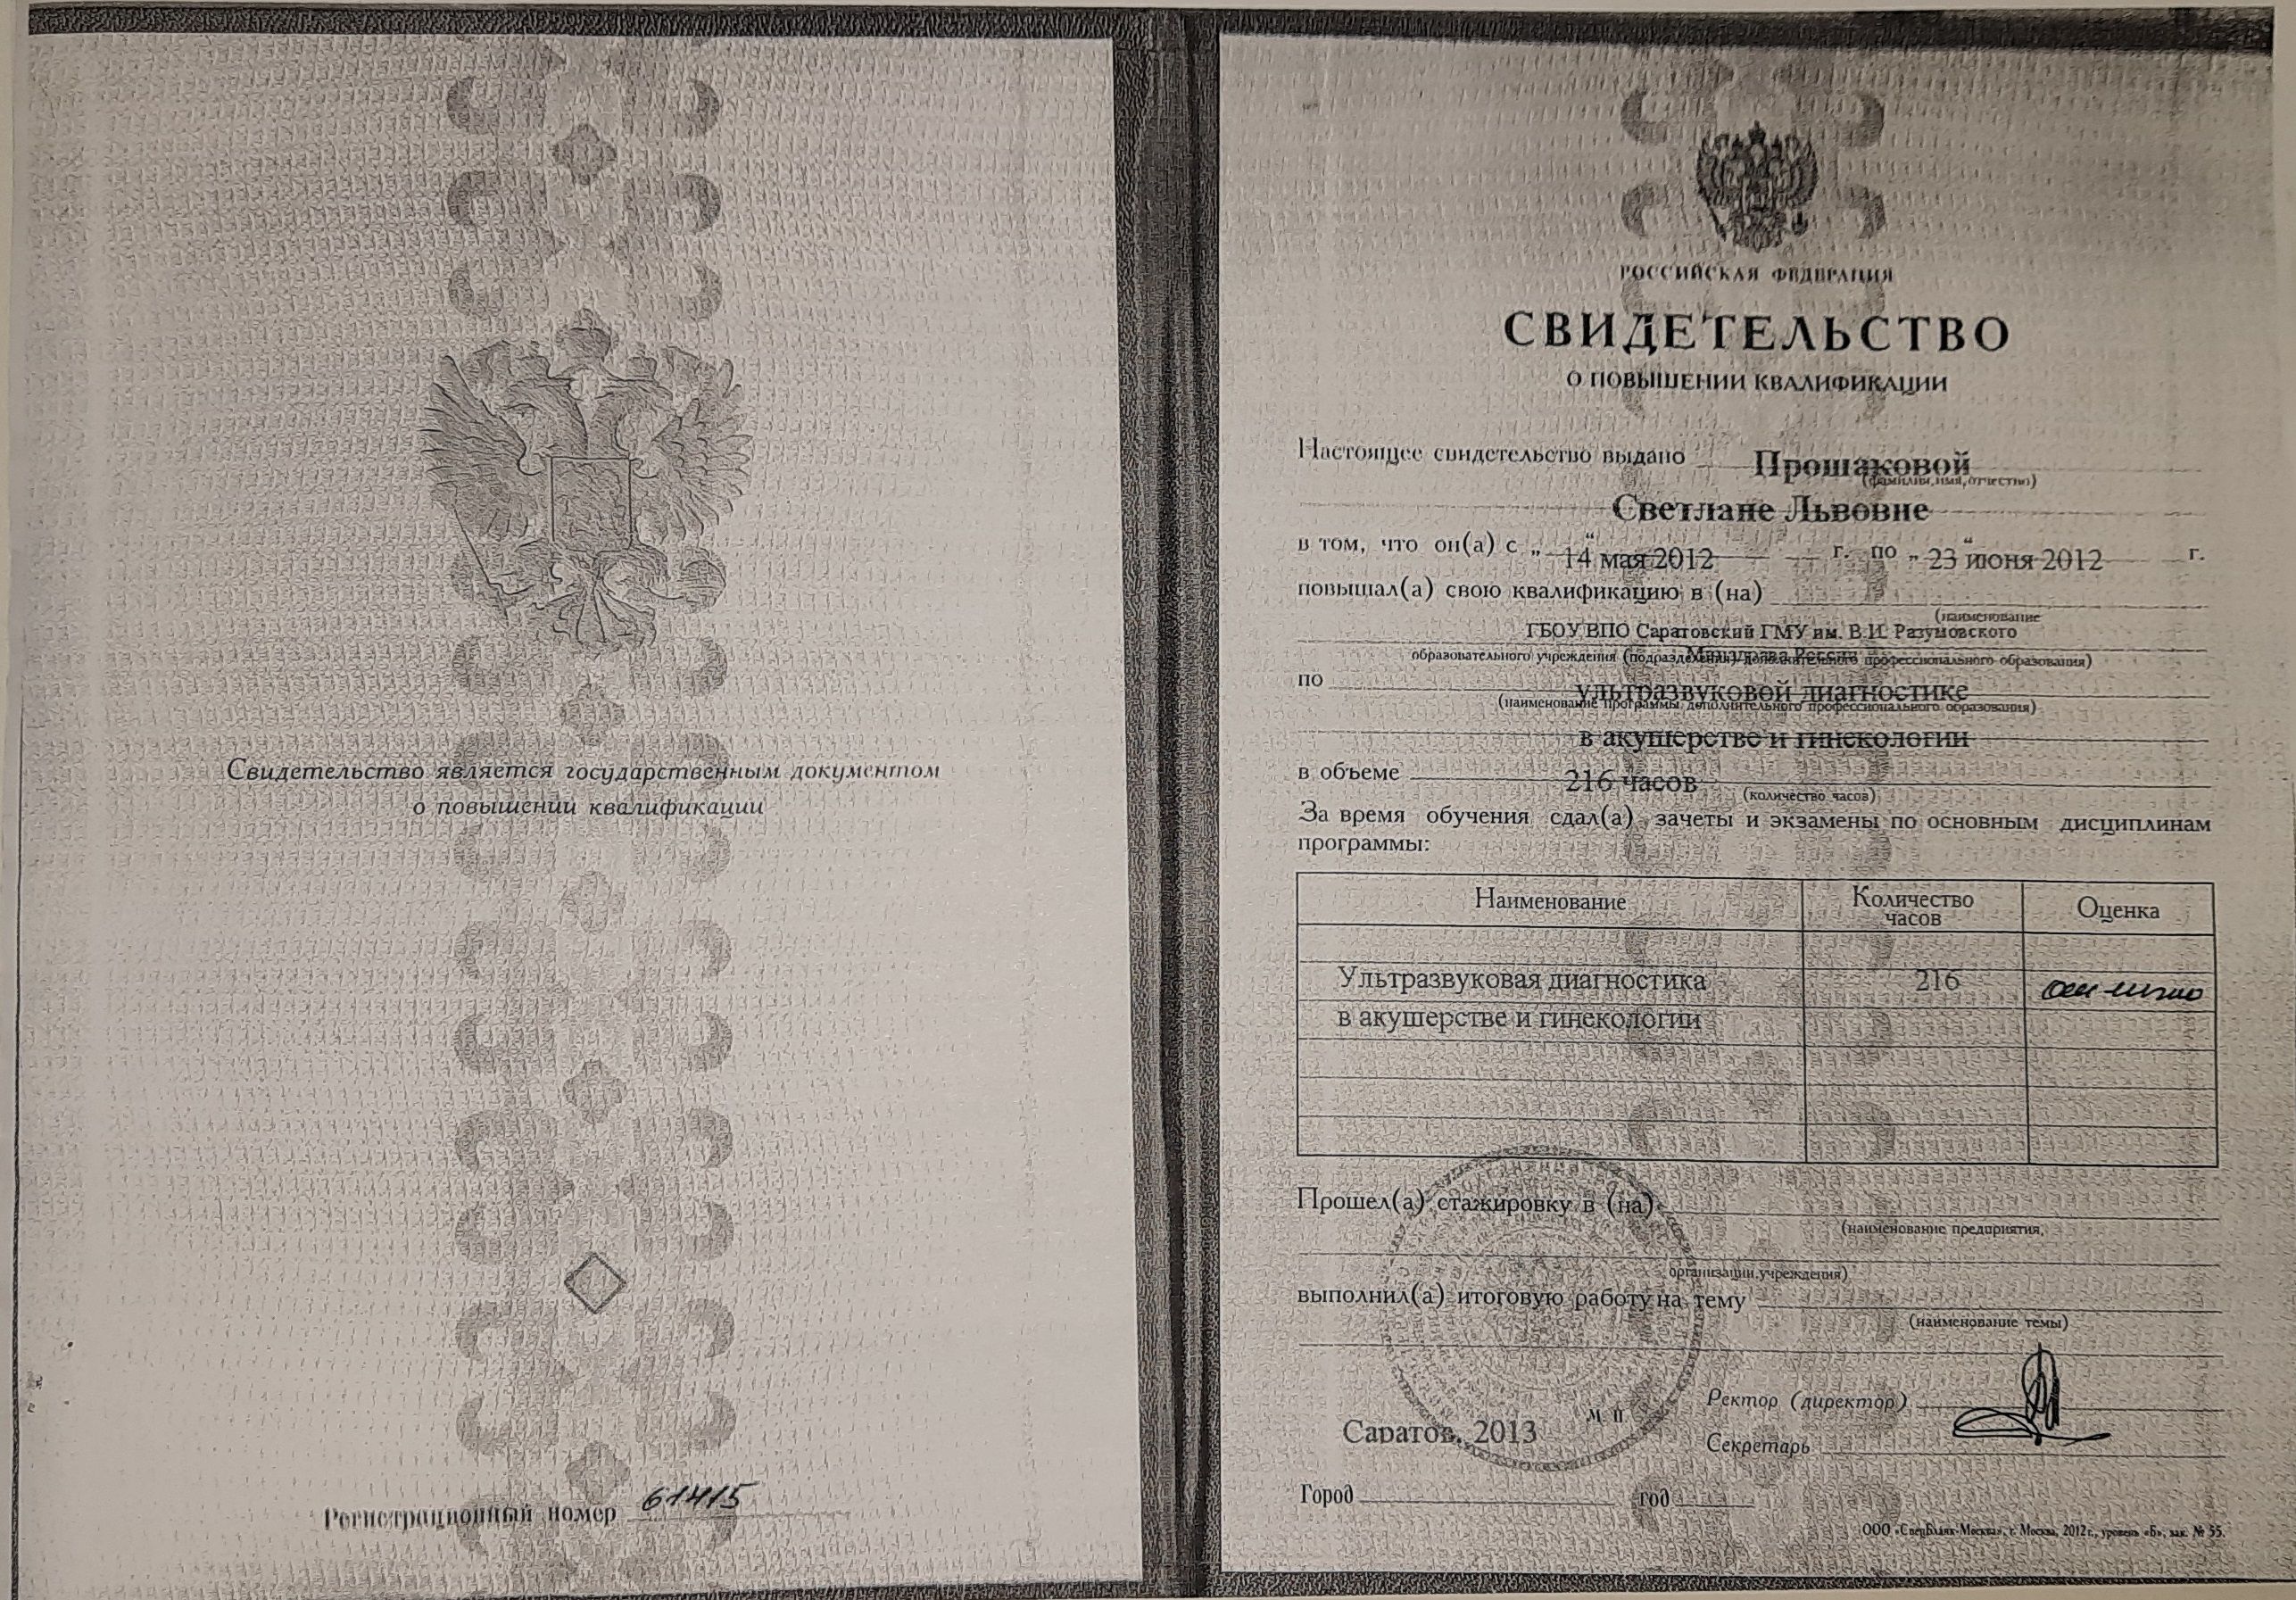 Свидетельство является государственным документом
о повышении квалификации
Регистрационный номер 61415
РОССИЙСКАЯ ФЕДЕРАЦИЯ
СВИДЕТЕЛЬСТВО
О ПОВЫШЕНИИ КВАЛИФИКАЦИИ
Настоящее свидетельство выдано Прошаковой
(фамилия, имя, отчество)
Светлане Львовне
в том, что он(а) с „ 14 “ мая 2012 г. по „ 23 “ июня 2012 г.
повышал(а) свою квалификацию в (на)
(наименование
ГБОУ ВПО Саратовский ГМУ им. В.И. Разумовского
Минздрава России
образовательного учреждения (подразделения) дополнительного профессионального образования)
по ультразвуковой диагностике
(наименование программы дополнительного профессионального образования)
в акушерстве и гинекологии
в объеме 216 часов
(количество часов)
За время обучения сдал(а) зачеты и экзамены по основным дисциплинам
программы:
Наименование Количество часов Оценка
Ультразвуковая диагностика 216 отлично
в акушерстве и гинекологии
Прошел(а) стажировку в (на)
(наименование предприятия,
организации, учреждения)
выполнил(а) итоговую работу на тему
(наименование темы)
Ректор (директор)
М. П.
Саратов, 2013
Секретарь
Город год
ООО «СпецБланк-Москва», г. Москва, 2012 г., уровень «Б», зак. № 55.